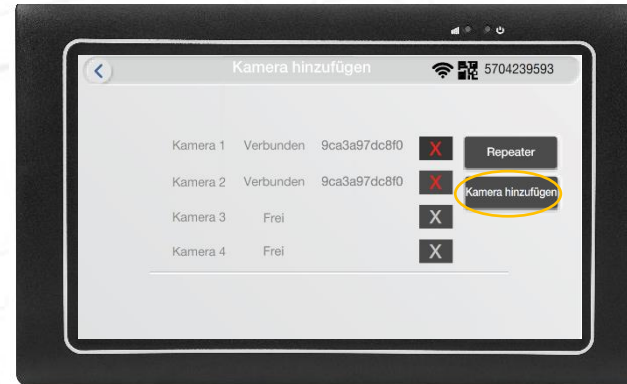 Kamera hinzufügen 5704239593
Kamera 1 Verbunden 9ca3a97dc8f0 X Repeater
Kamera 2 Verbunden 9ca3a97dc8f0 X Kamera hinzufügen
Kamera 3 Frei X
Kamera 4 Frei X